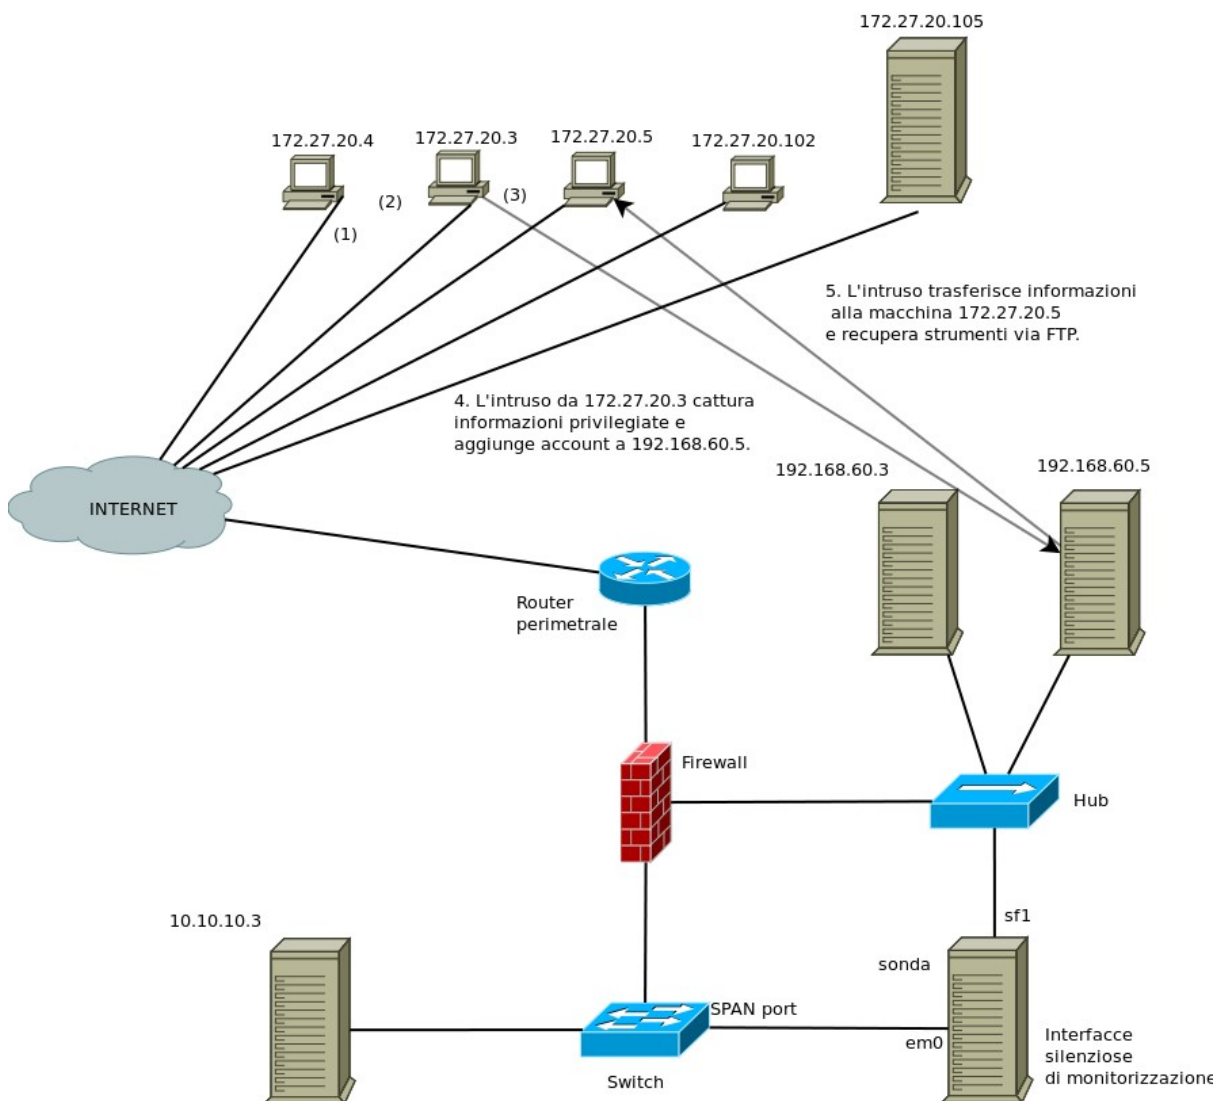 172.27.20.105
172.27.20.4
172.27.20.3
172.27.20.5
172.27.20.102
(1)
(2)
(3)
5. L'intruso trasferisce informazioni
alla macchina 172.27.20.5
e recupera strumenti via FTP.
4. L'intruso da 172.27.20.3 cattura
informazioni privilegiate e
aggiunge account a 192.168.60.5.
192.168.60.3
192.168.60.5
INTERNET
Router
perimetrale
Firewall
Hub
10.10.10.3
sf1
sonda
SPAN port
em0
Switch
Interfacce
silenziose
di monitorizzazione